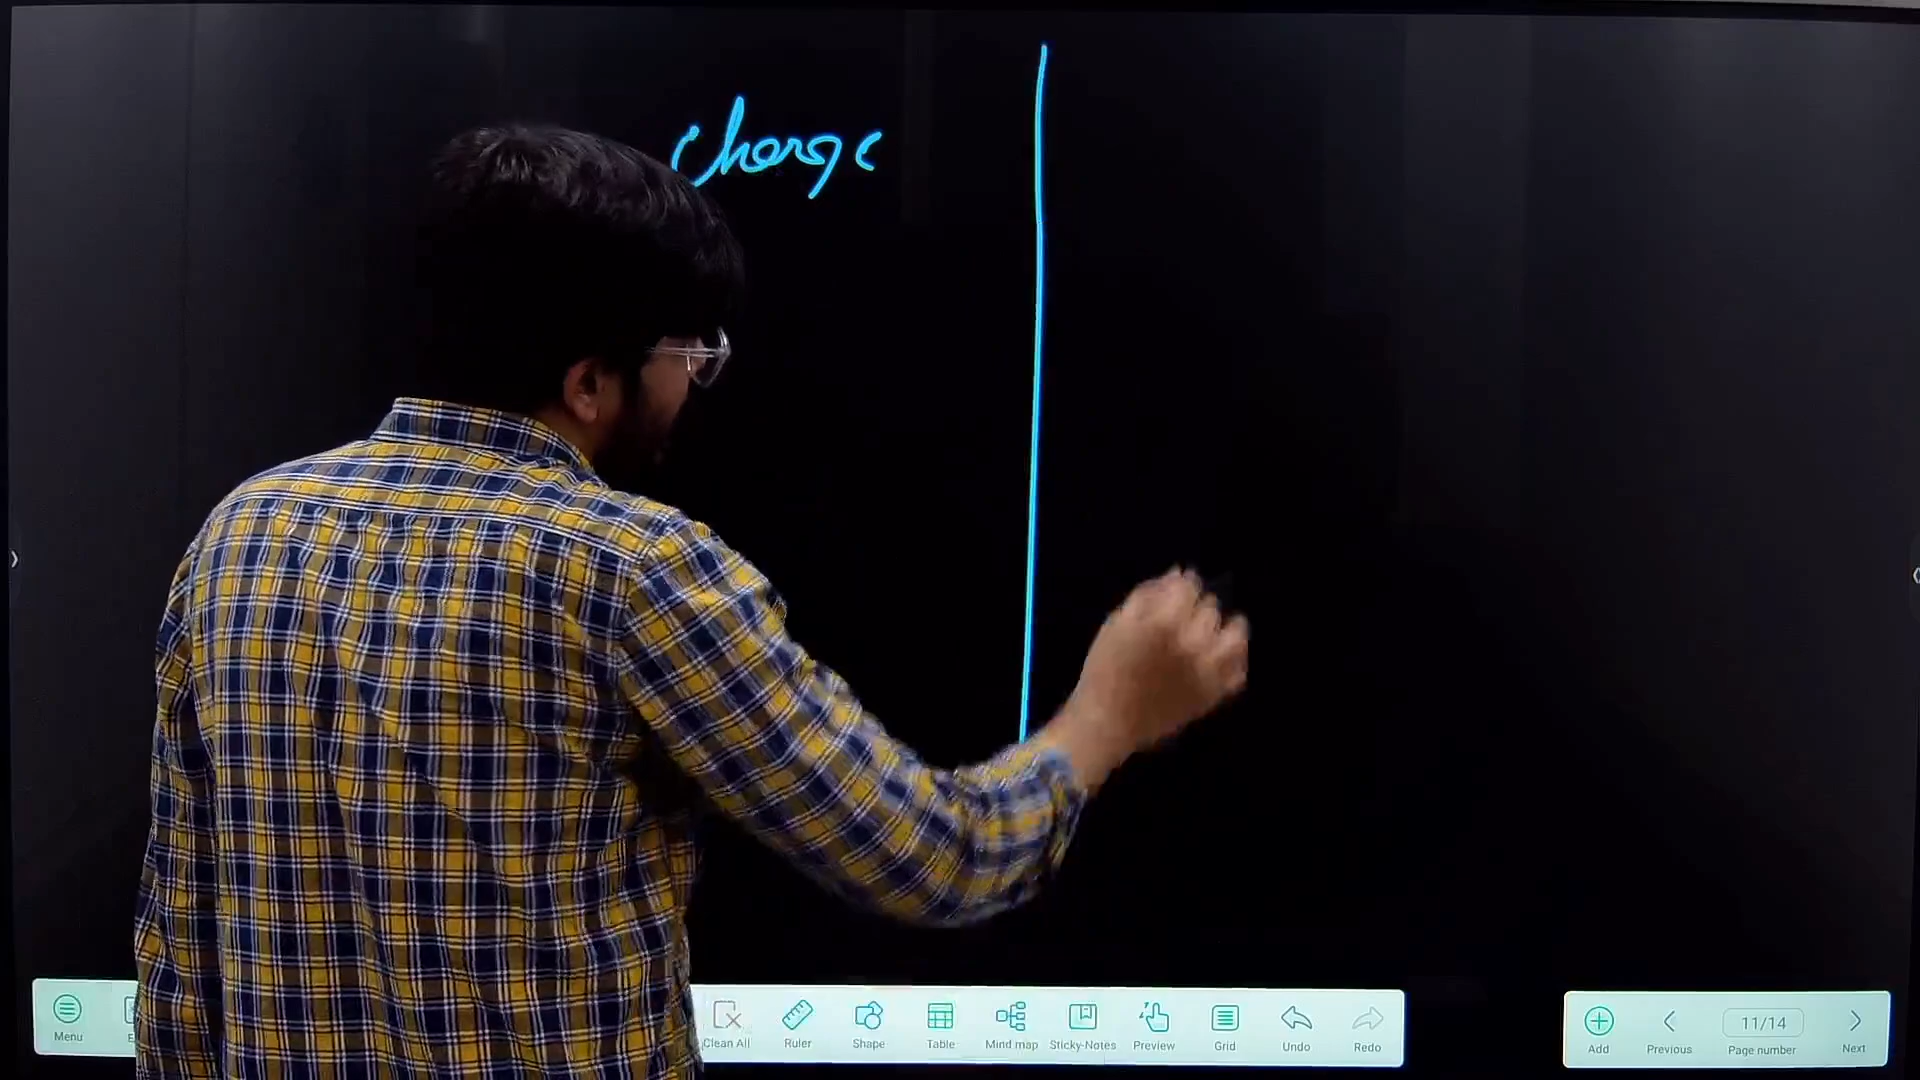 Charge
Menu
Clean All
Ruler
Shape
Table
Mind map
Sticky-Notes
Preview
Grid
Undo
Redo
Add
Previous
11/14
Page number
Next